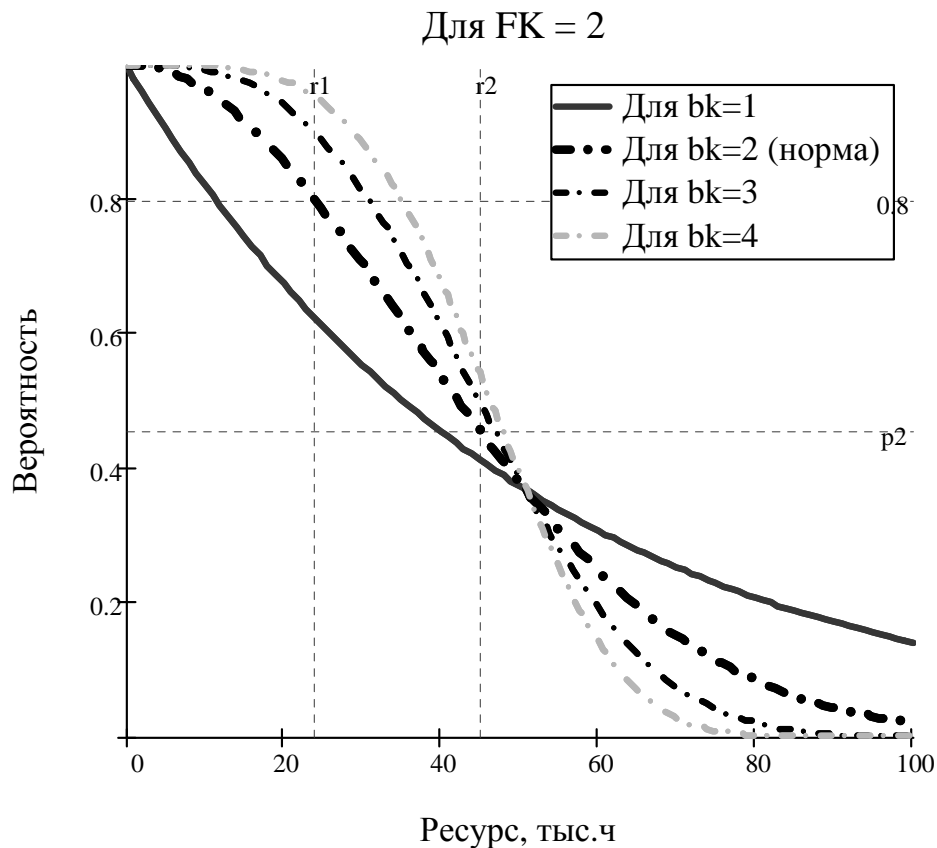 Для FK = 2
r1
r2
Для bk=1
Для bk=2 (норма)
Для bk=3
Для bk=4
0.8
0.8
0.6
p2
0.4
0.2
Вероятность
0
20
40
60
80
100
Ресурс, тыс.ч